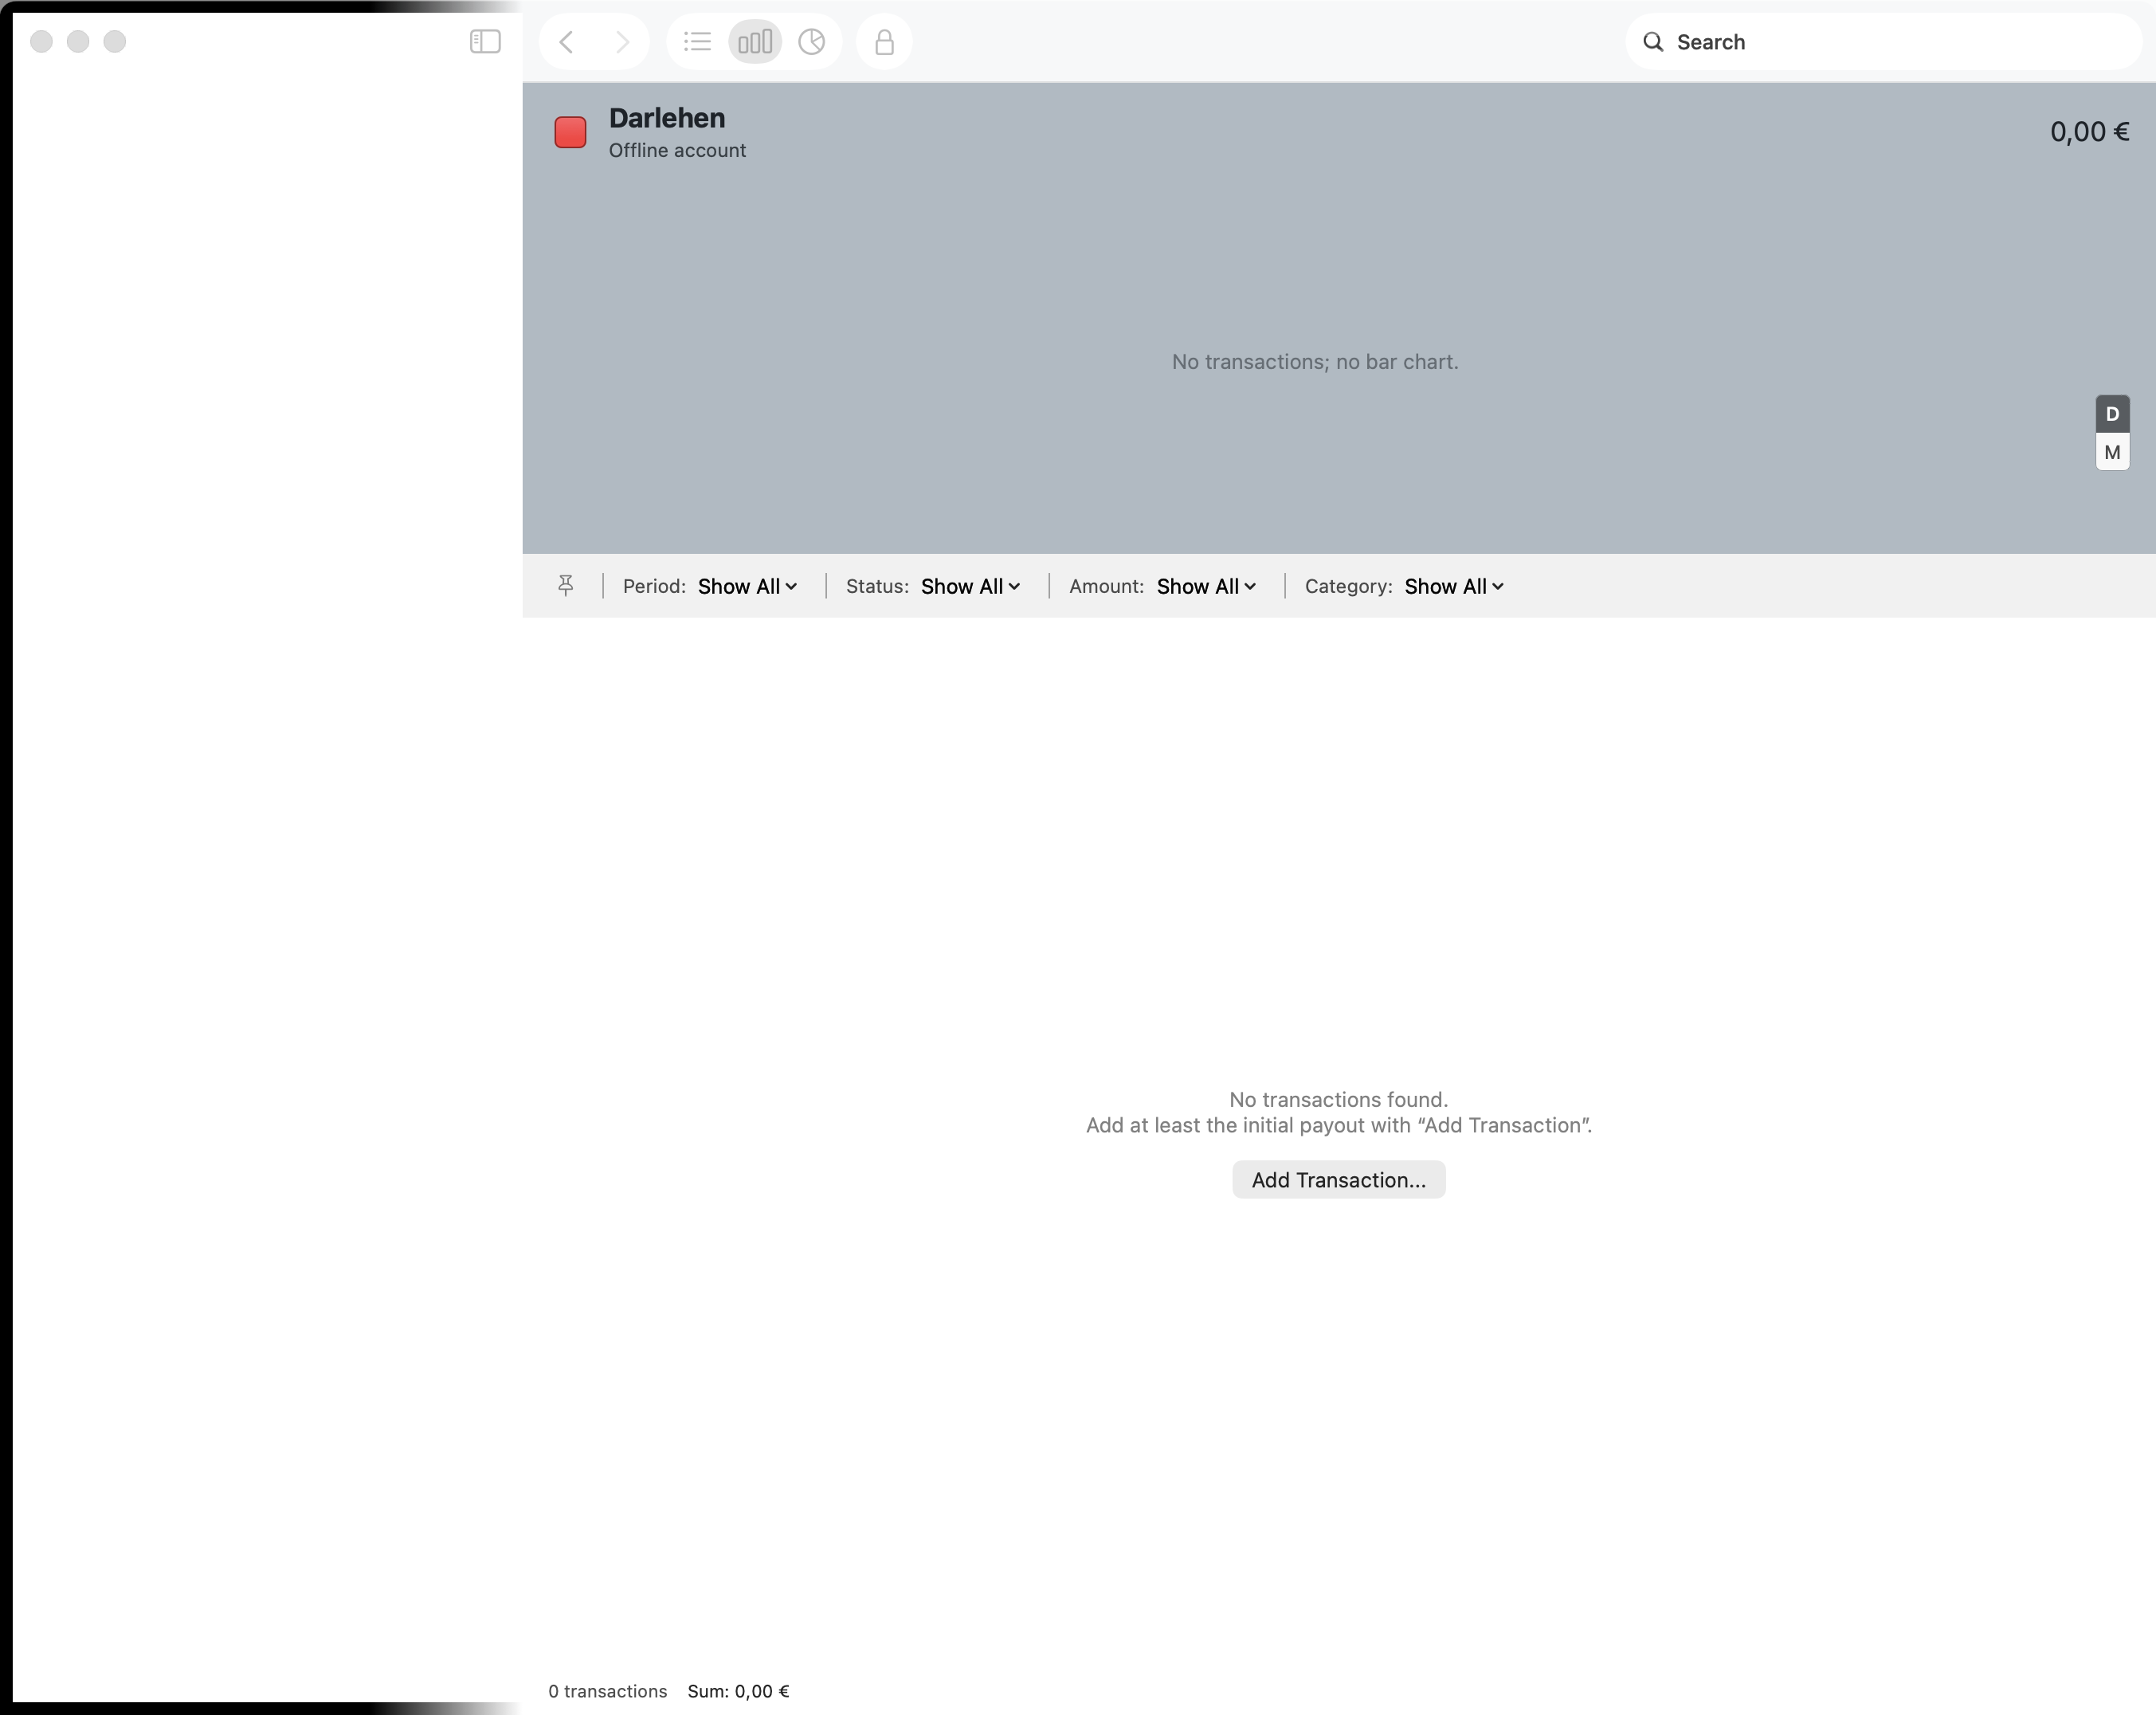 Search
Darlehen
Offline account
0,00 €
No transactions; no bar chart.
D
M
Period: Show All Status: Show All Amount: Show All Category: Show All
No transactions found.
Add at least the initial payout with “Add Transaction”.
Add Transaction...
0 transactions Sum: 0,00 €